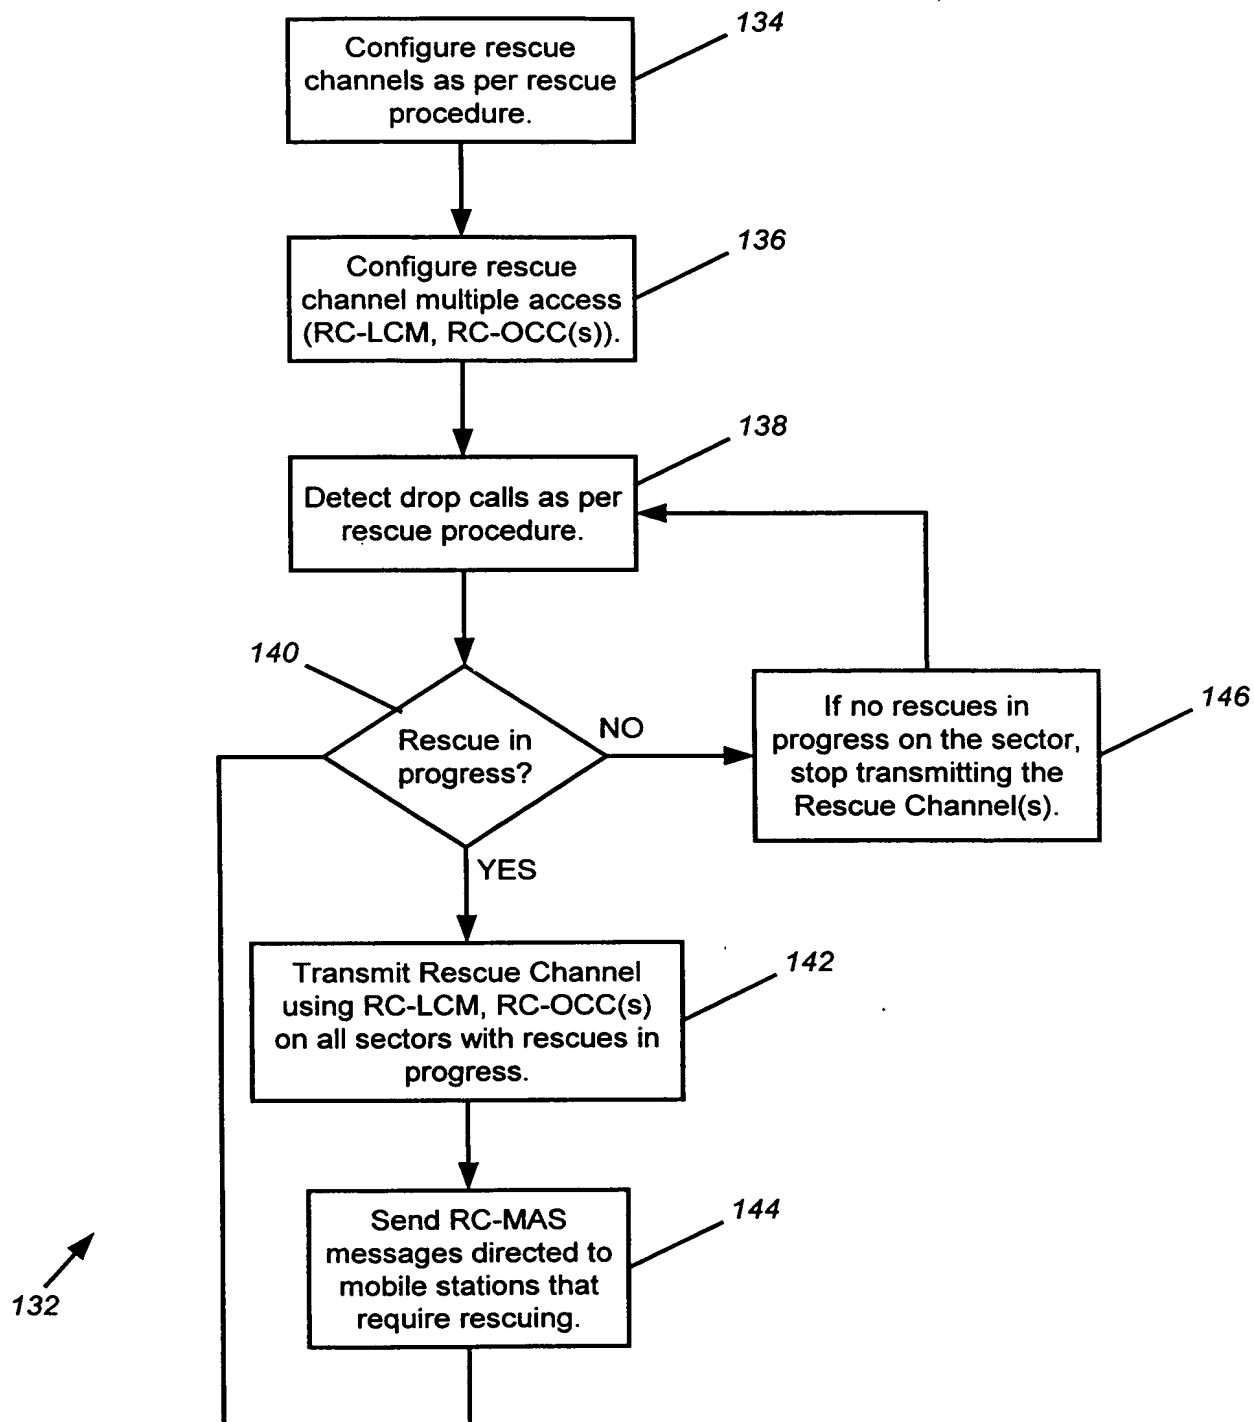 134
Configure rescue
channels as per rescue
procedure.
136
Configure rescue
channel multiple access
(RC-LCM, RC-OCC(s)).
138
Detect drop calls as per
rescue procedure.
140
Rescue in
progress?
NO
146
If no rescues in
progress on the sector,
stop transmitting the
Rescue Channel(s).
YES
142
Transmit Rescue Channel
using RC-LCM, RC-OCC(s)
on all sectors with rescues in
progress.
144
Send RC-MAS
messages directed to
mobile stations that
require rescuing.
132